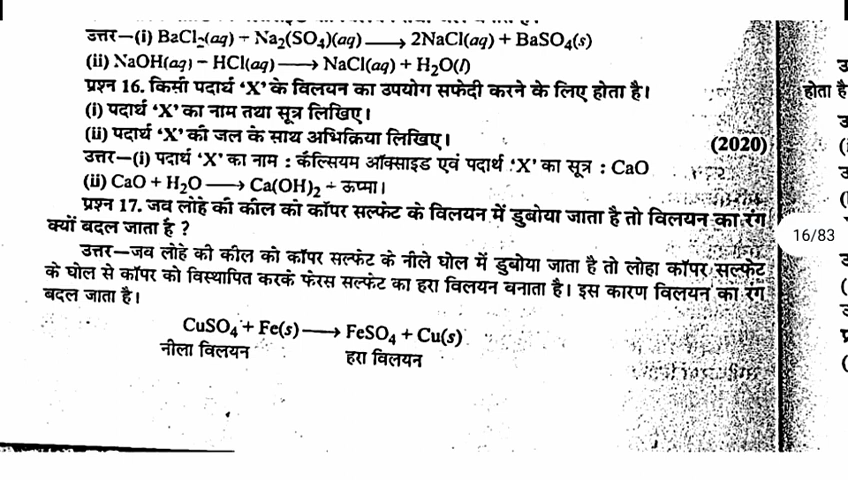 उत्तर—(i) BaCl₂(aq) + Na₂(SO₄)(aq) ⟶ 2NaCl(aq) + BaSO₄(s)
(ii) NaOH(aq) – HCl(aq) ⟶ NaCl(aq) + H₂O(l)
प्रश्न 16. किसी पदार्थ ‘X’ के विलयन का उपयोग सफेदी करने के लिए होता है।
(i) पदार्थ ‘X’ का नाम तथा सूत्र लिखिए।
(ii) पदार्थ ‘X’ की जल के साथ अभिक्रिया लिखिए। (2020)
उत्तर—(i) पदार्थ ‘X’ का नाम : कैल्सियम ऑक्साइड एवं पदार्थ ‘X’ का सूत्र : CaO
(ii) CaO + H₂O ⟶ Ca(OH)₂ + ऊष्मा।
प्रश्न 17. जब लोहे की कील को कॉपर सल्फेट के विलयन में डुबोया जाता है तो विलयन का रंग
क्यों बदल जाता है ?
उत्तर—जब लोहे की कील को कॉपर सल्फेट के नीले घोल में डुबोया जाता है तो लोहा कॉपर सल्फेट
के घोल से कॉपर को विस्थापित करके फेरस सल्फेट का हरा विलयन बनाता है। इस कारण विलयन का रंग
बदल जाता है।
CuSO₄ + Fe(s) ⟶ FeSO₄ + Cu(s)
नीला विलयन हरा विलयन
होता है
16/83